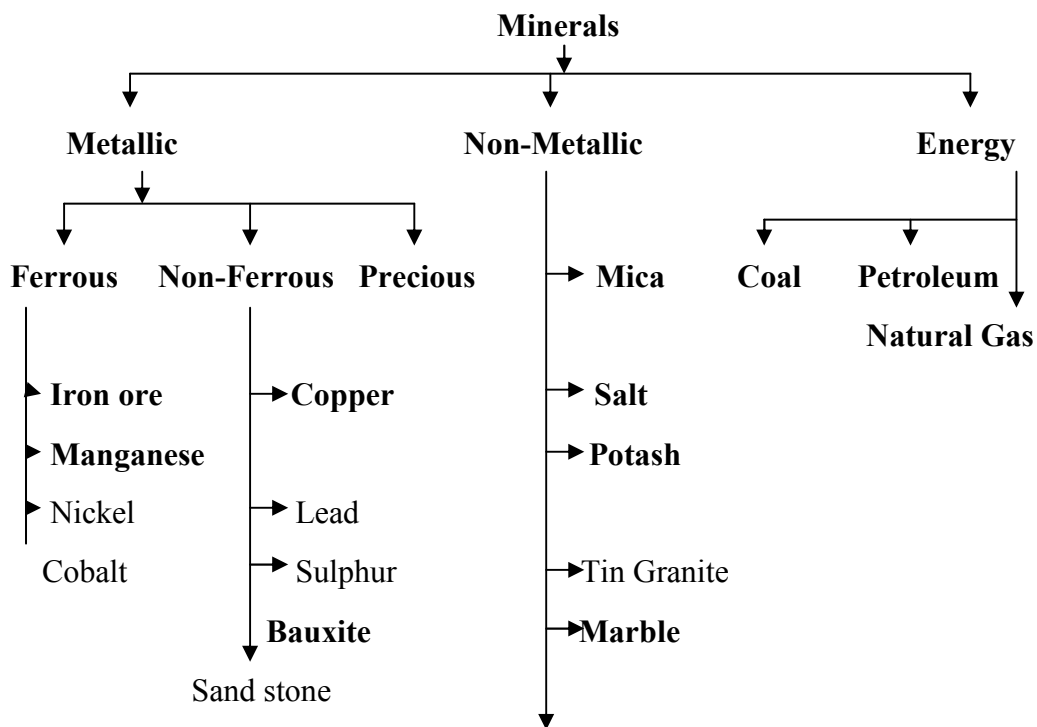 Minerals
Metallic Non-Metallic Energy
Ferrous Non-Ferrous Precious Mica Coal Petroleum
Natural Gas
Iron ore Copper Salt
Manganese Potash
Nickel Lead
Cobalt Sulphur Tin Granite
Bauxite Marble
Sand stone